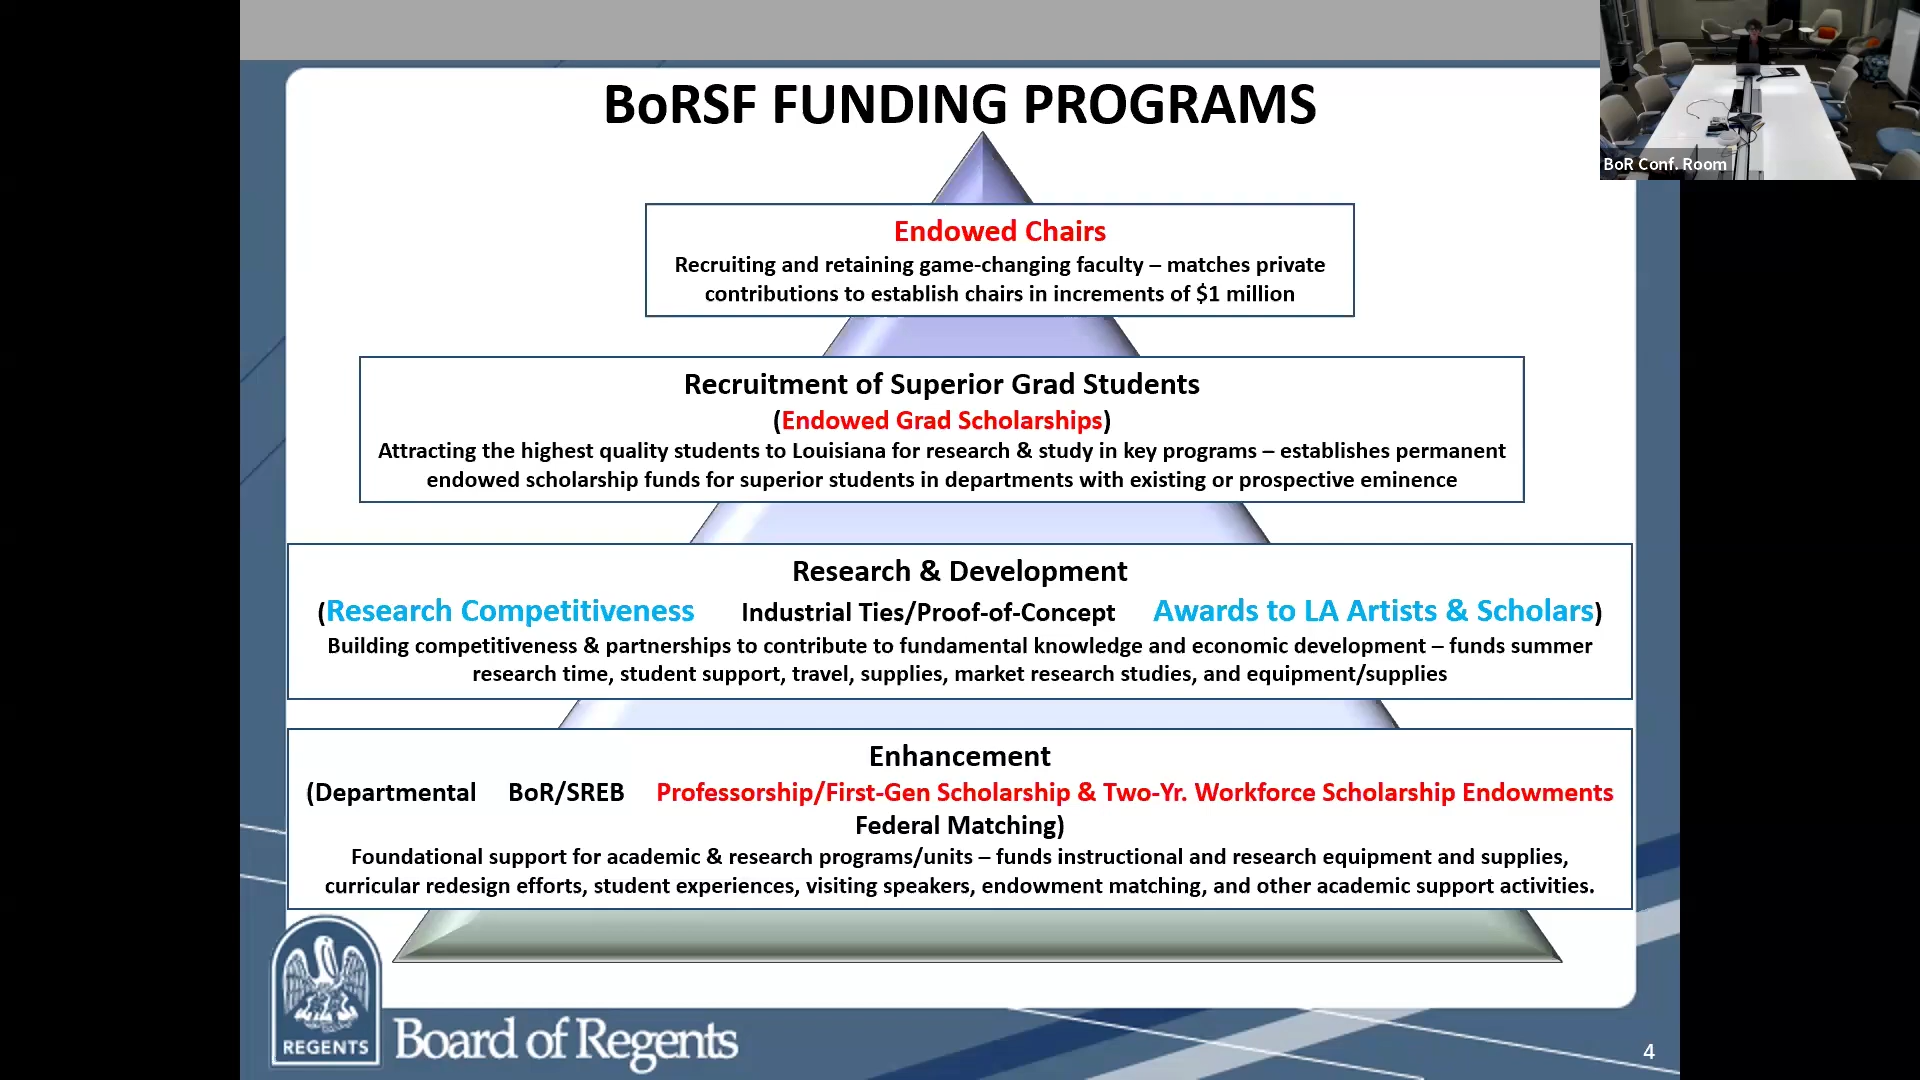 BoRSF FUNDING PROGRAMS
BoR Conf. Room
Endowed Chairs
Recruiting and retaining game-changing faculty – matches private
contributions to establish chairs in increments of $1 million
Recruitment of Superior Grad Students
(Endowed Grad Scholarships)
Attracting the highest quality students to Louisiana for research & study in key programs – establishes permanent
endowed scholarship funds for superior students in departments with existing or prospective eminence
Research & Development
(Research Competitiveness Industrial Ties/Proof-of-Concept Awards to LA Artists & Scholars)
Building competitiveness & partnerships to contribute to fundamental knowledge and economic development – funds summer
research time, student support, travel, supplies, market research studies, and equipment/supplies
Enhancement
(Departmental BoR/SREB Professorship/First-Gen Scholarship & Two-Yr. Workforce Scholarship Endowments
Federal Matching)
Foundational support for academic & research programs/units – funds instructional and research equipment and supplies,
curricular redesign efforts, student experiences, visiting speakers, endowment matching, and other academic support activities.
REGENTS
Board of Regents
4